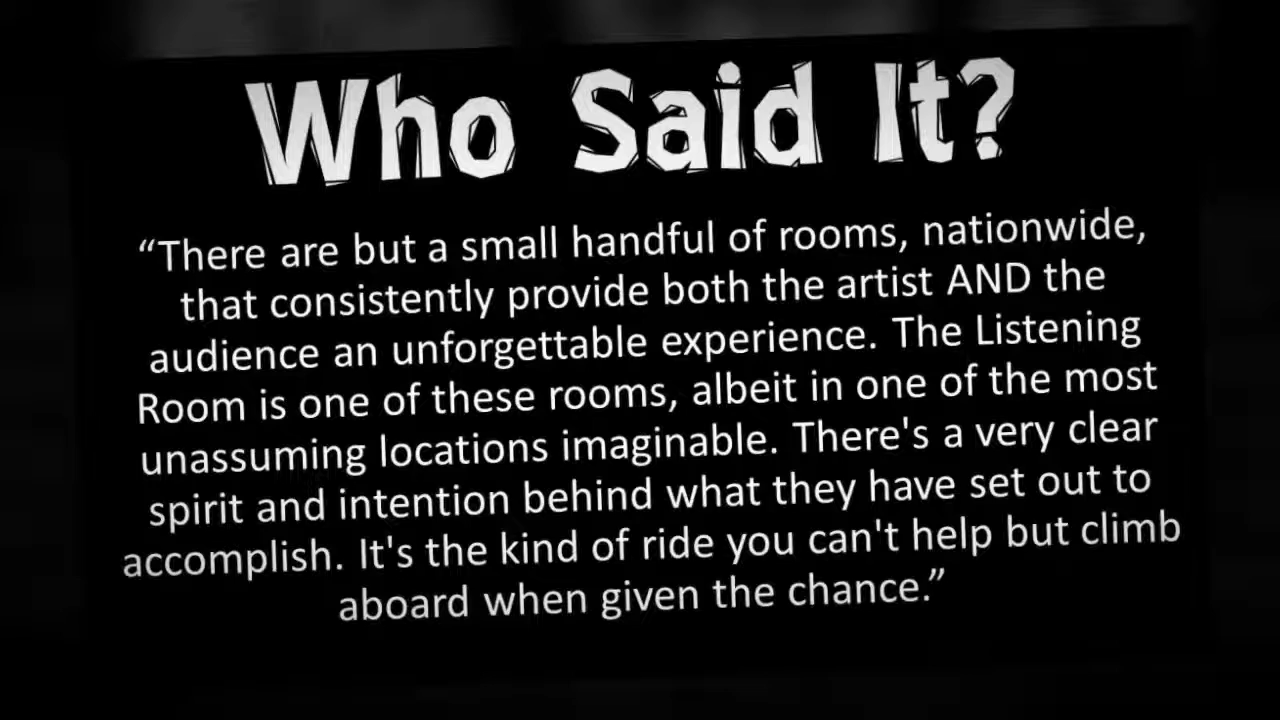 Who Said It?
“There are but a small handful of rooms, nationwide,
that consistently provide both the artist AND the
audience an unforgettable experience. The Listening
Room is one of these rooms, albeit in one of the most
unassuming locations imaginable. There's a very clear
spirit and intention behind what they have set out to
accomplish. It's the kind of ride you can't help but climb
aboard when given the chance.”